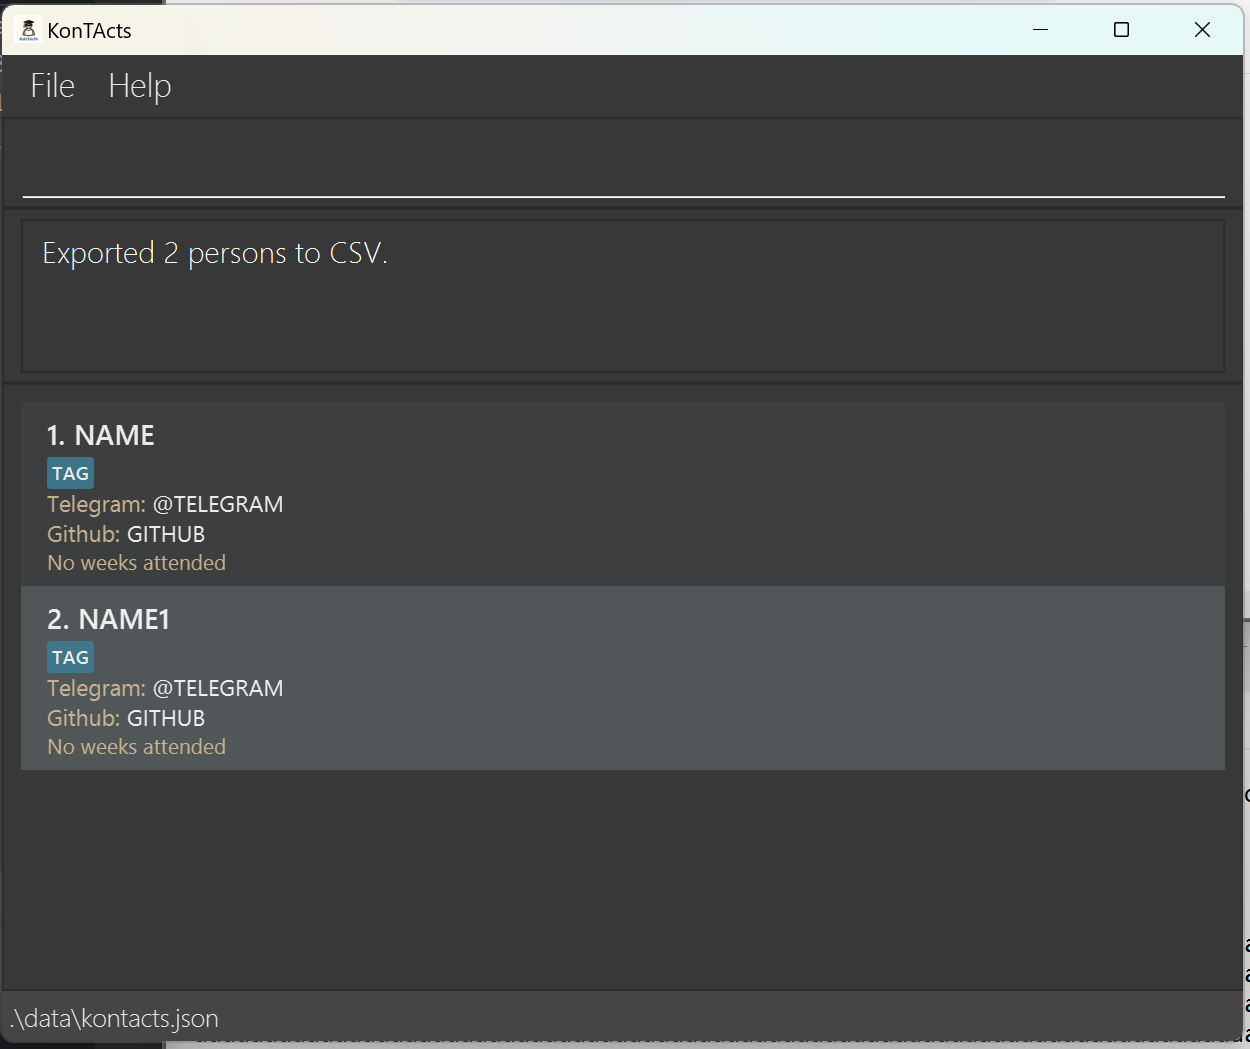 KonTActs
File Help
Exported 2 persons to CSV.
1. NAME
TAG
Telegram: @TELEGRAM
Github: GITHUB
No weeks attended
2. NAME1
TAG
Telegram: @TELEGRAM
Github: GITHUB
No weeks attended
.\data\kontacts.json